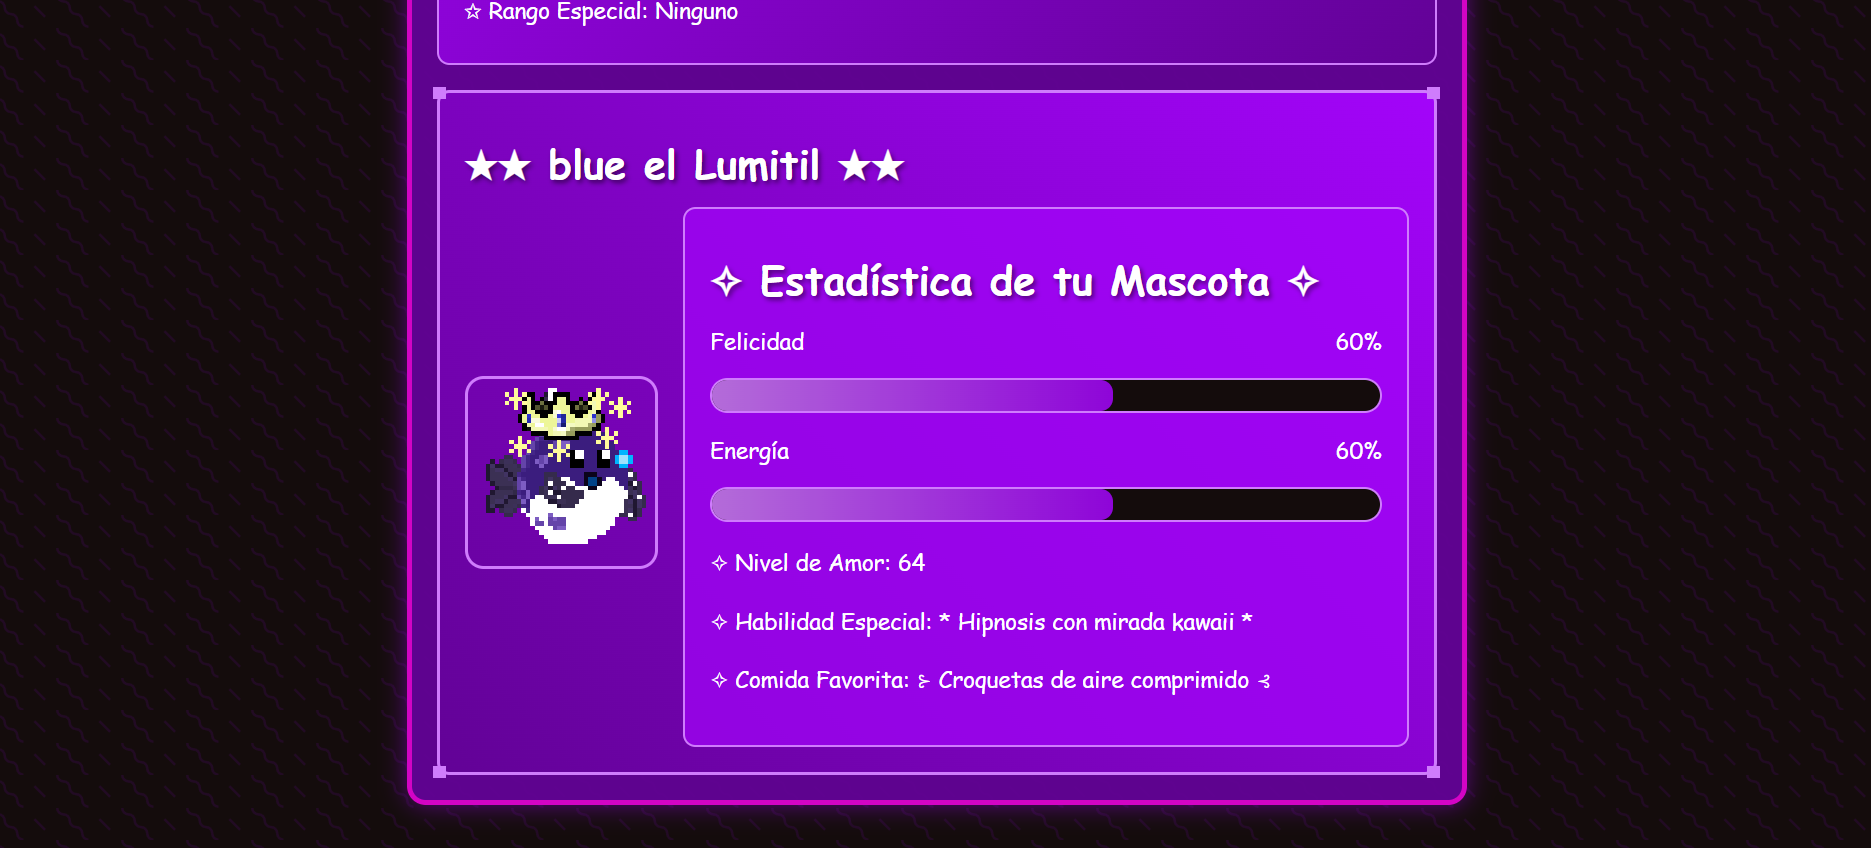 ☆ Rango Especial: Ninguno
★★ blue el Lumitil ★★
✧ Estadística de tu Mascota ✧
Felicidad 60%
Energía 60%
✧ Nivel de Amor: 64
✧ Habilidad Especial: * Hipnosis con mirada kawaii *
✧ Comida Favorita: ⊱ Croquetas de aire comprimido ⊰